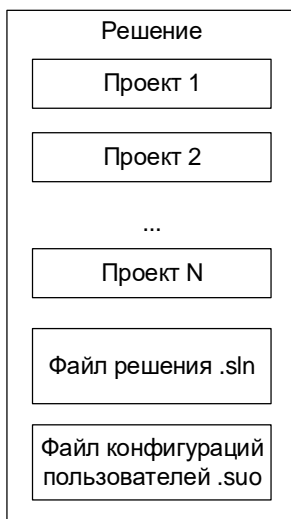 Решение
Проект 1
Проект 2
...
Проект N
Файл решения .sln
Файл конфигураций
пользователей .suo